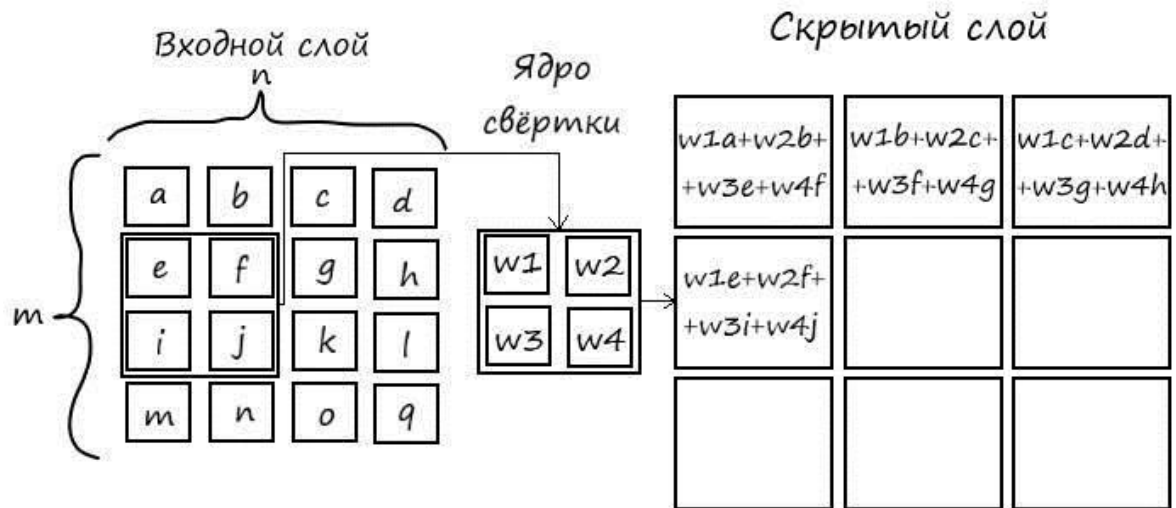 Входной слой
n
Ядро
свёртки
Скрытый слой
m
a b c d
e f g h
i j k l
m n o q
w1 w2
w3 w4
w1a+w2b+
+w3e+w4f
w1b+w2c+
+w3f+w4g
w1c+w2d+
+w3g+w4h
w1e+w2f+
+w3i+w4j